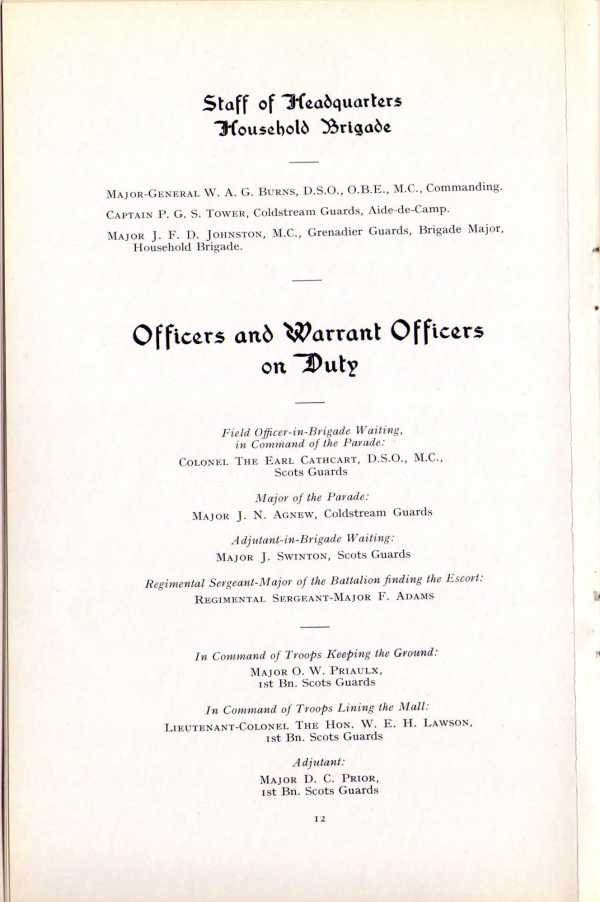 Staff of Headquarters
Household Brigade
MAJOR-GENERAL W. A. G. BURNS, D.S.O., O.B.E., M.C., Commanding.
CAPTAIN P. G. S. TOWER, Coldstream Guards, Aide-de-Camp.
MAJOR J. F. D. JOHNSTON, M.C., Grenadier Guards, Brigade Major,
Household Brigade.
Officers and Warrant Officers
on Duty
Field Officer-in-Brigade Waiting,
in Command of the Parade:
COLONEL THE EARL CATHCART, D.S.O., M.C.,
Scots Guards
Major of the Parade:
MAJOR J. N. AGNEW, Coldstream Guards
Adjutant-in-Brigade Waiting:
MAJOR J. SWINTON, Scots Guards
Regimental Sergeant-Major of the Battalion finding the Escort:
REGIMENTAL SERGEANT-MAJOR F. ADAMS
In Command of Troops Keeping the Ground:
MAJOR O. W. PRIAULX,
1st Bn. Scots Guards
In Command of Troops Lining the Mall:
LIEUTENANT-COLONEL THE HON. W. E. H. LAWSON,
1st Bn. Scots Guards
Adjutant:
MAJOR D. C. PRIOR,
1st Bn. Scots Guards
12